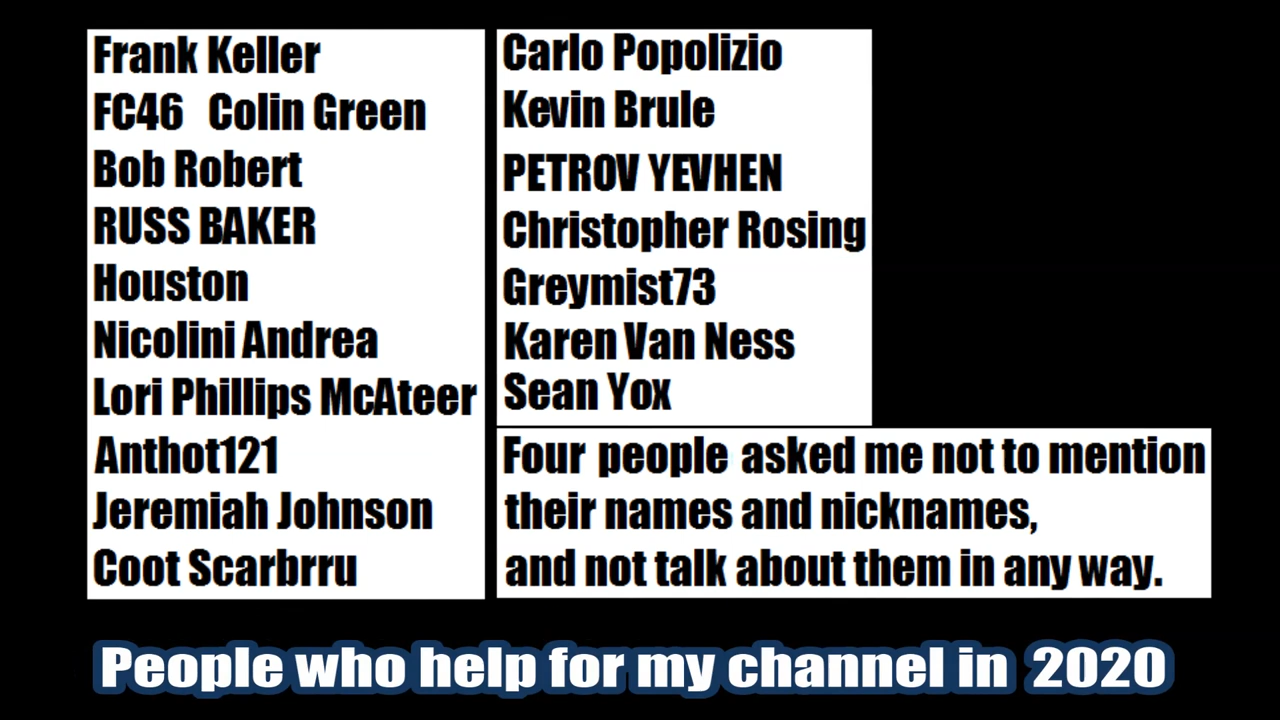 Frank Keller
FC46 Colin Green
Bob Robert
RUSS BAKER
Houston
Nicolini Andrea
Lori Phillips McAteer
Anthot121
Jeremiah Johnson
Coot Scarbrru
Carlo Popolizio
Kevin Brule
PETROV YEVHEN
Christopher Rosing
Greymist73
Karen Van Ness
Sean Yox
Four people asked me not to mention
their names and nicknames,
and not talk about them in any way.
People who help for my channel in 2020